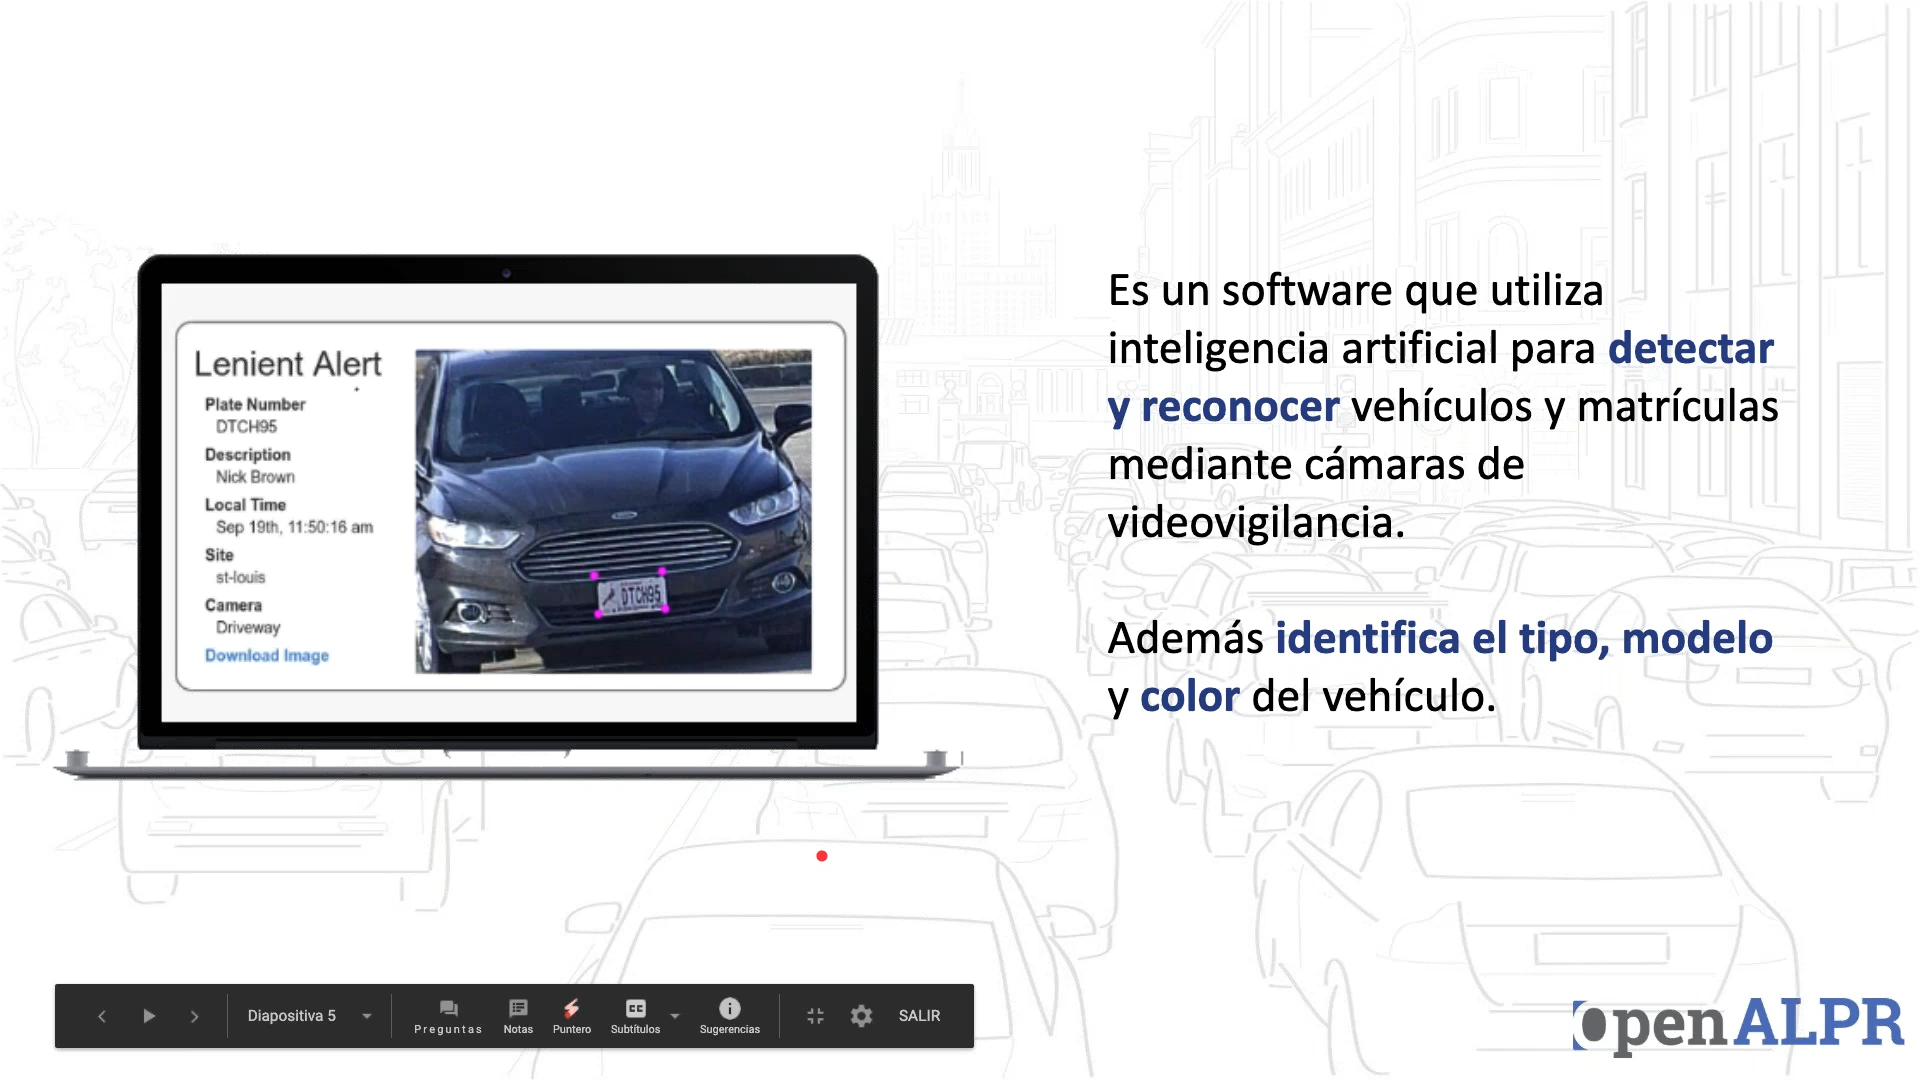 Lenient Alert
Plate Number
DTCH95
Description
Nick Brown
Local Time
Sep 19th, 11:50:16 am
Site
st-louis
Camera
Driveway
Download Image
DTCH95
Es un software que utiliza
inteligencia artificial para detectar
y reconocer vehículos y matrículas
mediante cámaras de
videovigilancia.
Además identifica el tipo, modelo
y color del vehículo.
Diapositiva 5
Preguntas
Notas
Puntero
Subtítulos
Sugerencias
SALIR
openALPR